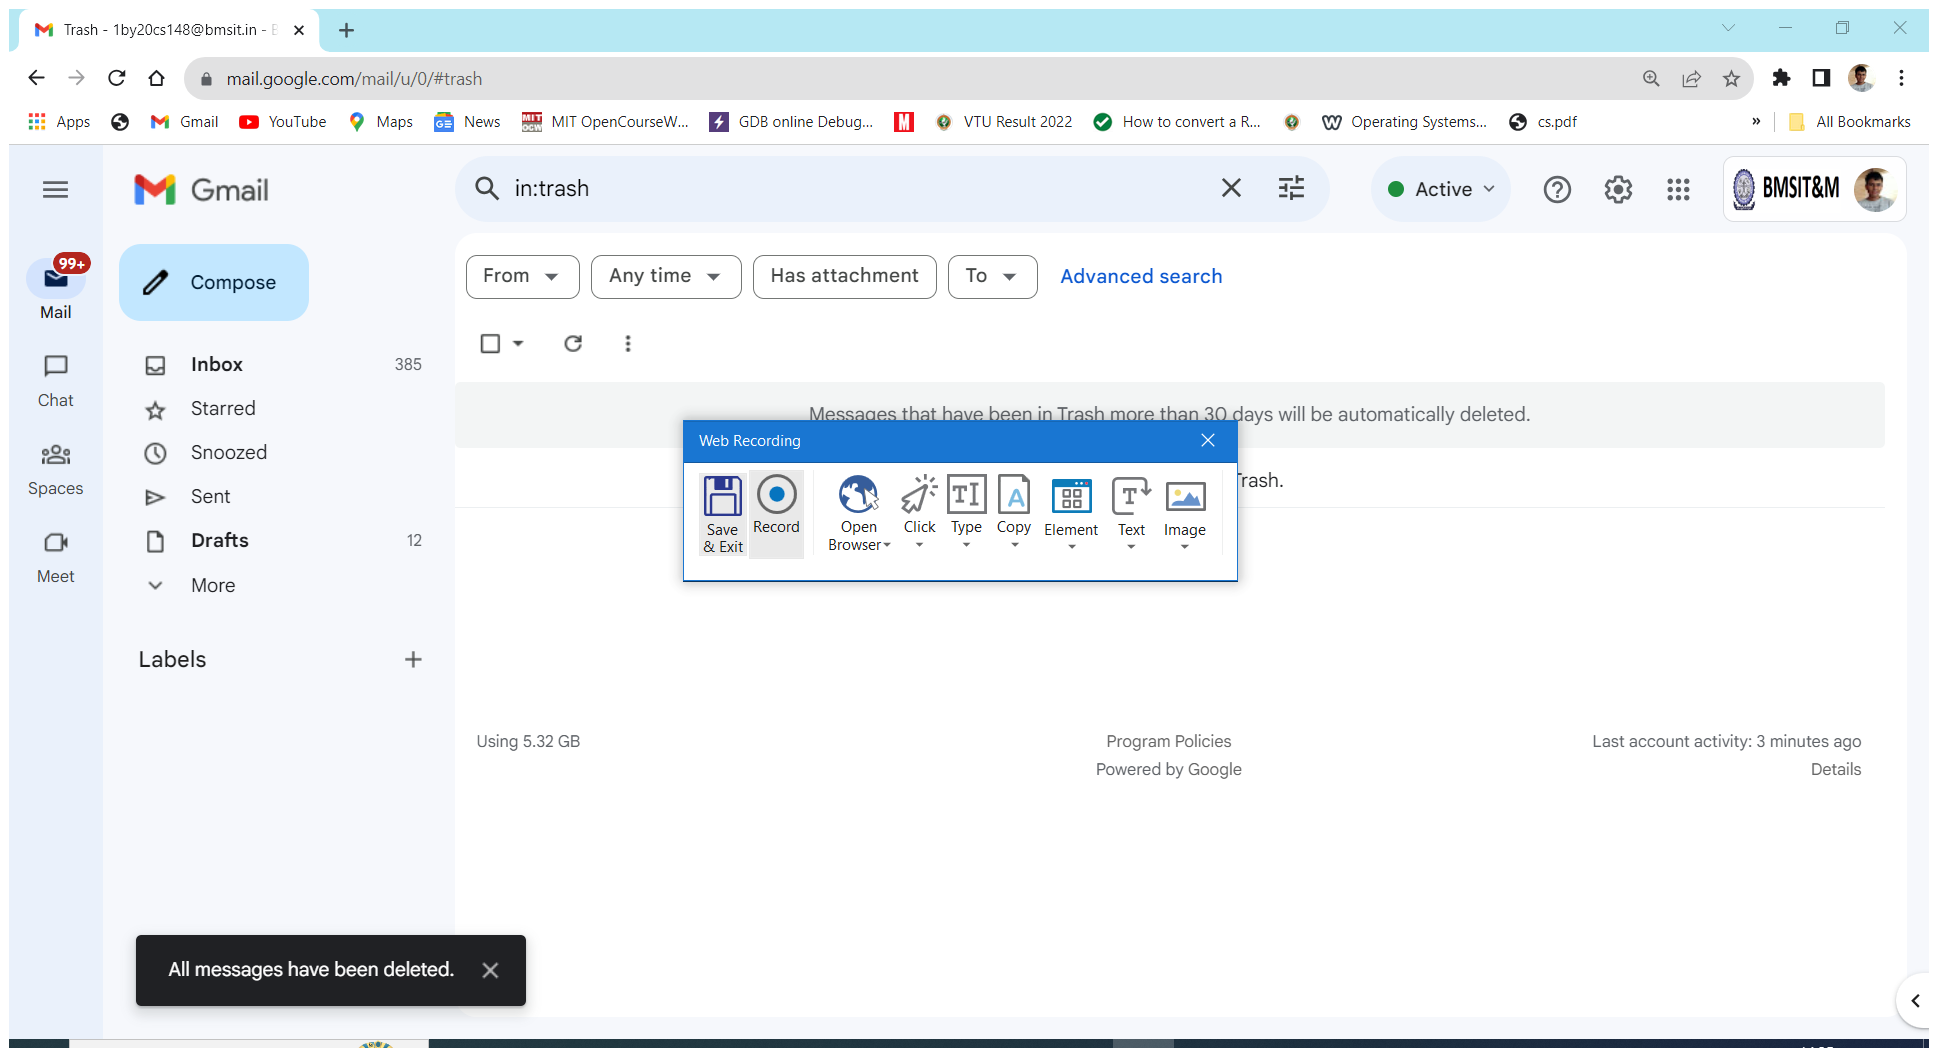 Trash - 1by20cs148@bmsit.in -
mail.google.com/mail/u/0/#trash
Apps Gmail YouTube Maps News MIT OpenCourseW... GDB online Debug... VTU Result 2022 How to convert a R... Operating Systems... cs.pdf » All Bookmarks
Gmail
in:trash
Active
BMSIT&M
99+
Mail
Chat
Spaces
Meet
Compose
Inbox 385
Starred
Snoozed
Sent
Drafts 12
More
Labels
From Any time Has attachment To Advanced search
Messages that have been in Trash more than 30 days will be automatically deleted.
Trash.
Web Recording
Save & Exit
Record
Open Browser
Click
Type
Copy
Element
Text
Image
Using 5.32 GB
Program Policies
Powered by Google
Last account activity: 3 minutes ago
Details
All messages have been deleted.